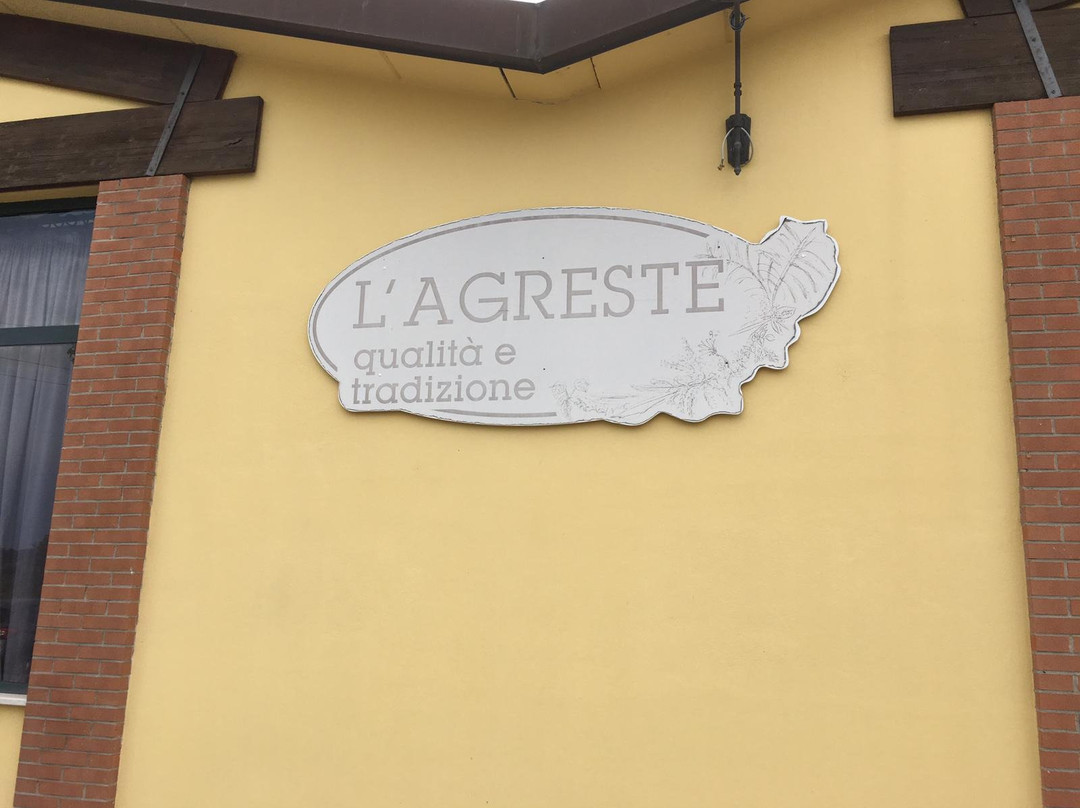 L'AGRESTE
qualità e
tradizione